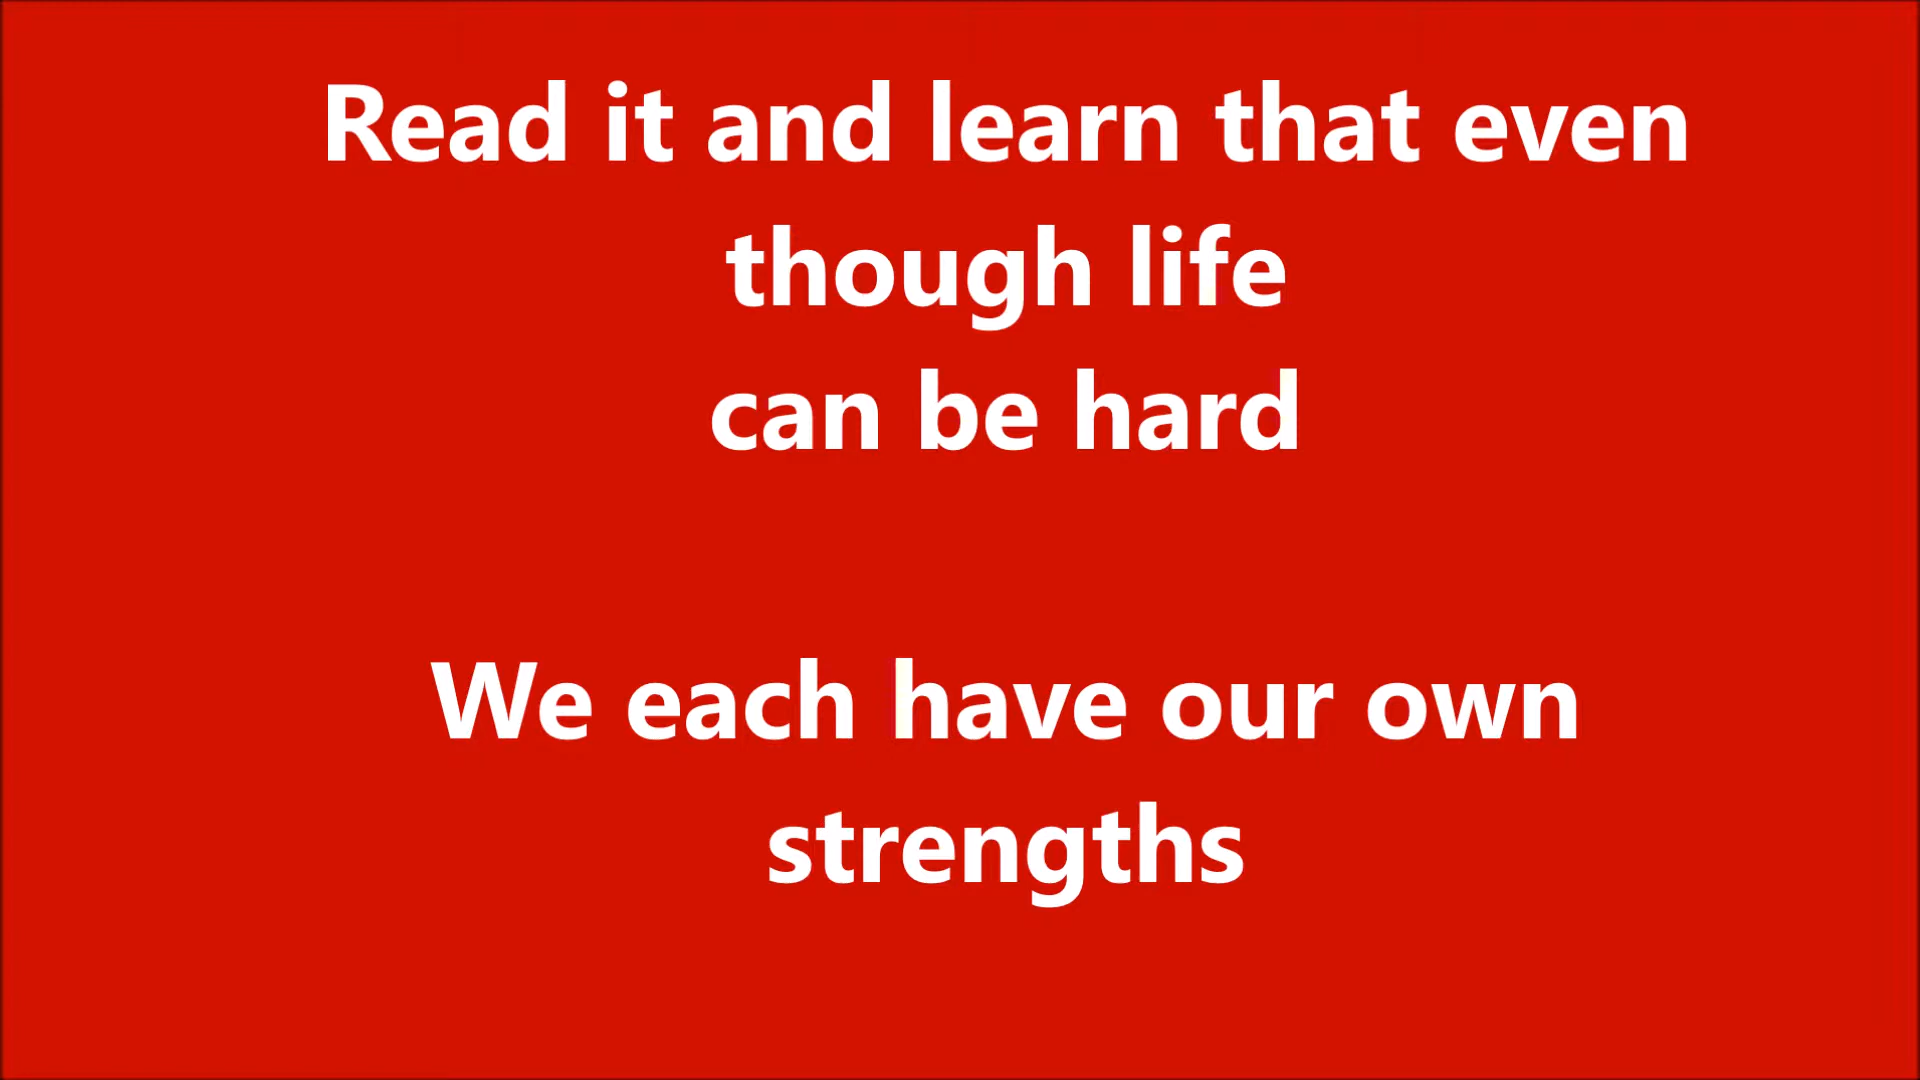 Read it and learn that even
though life
can be hard
We each have our own
strengths